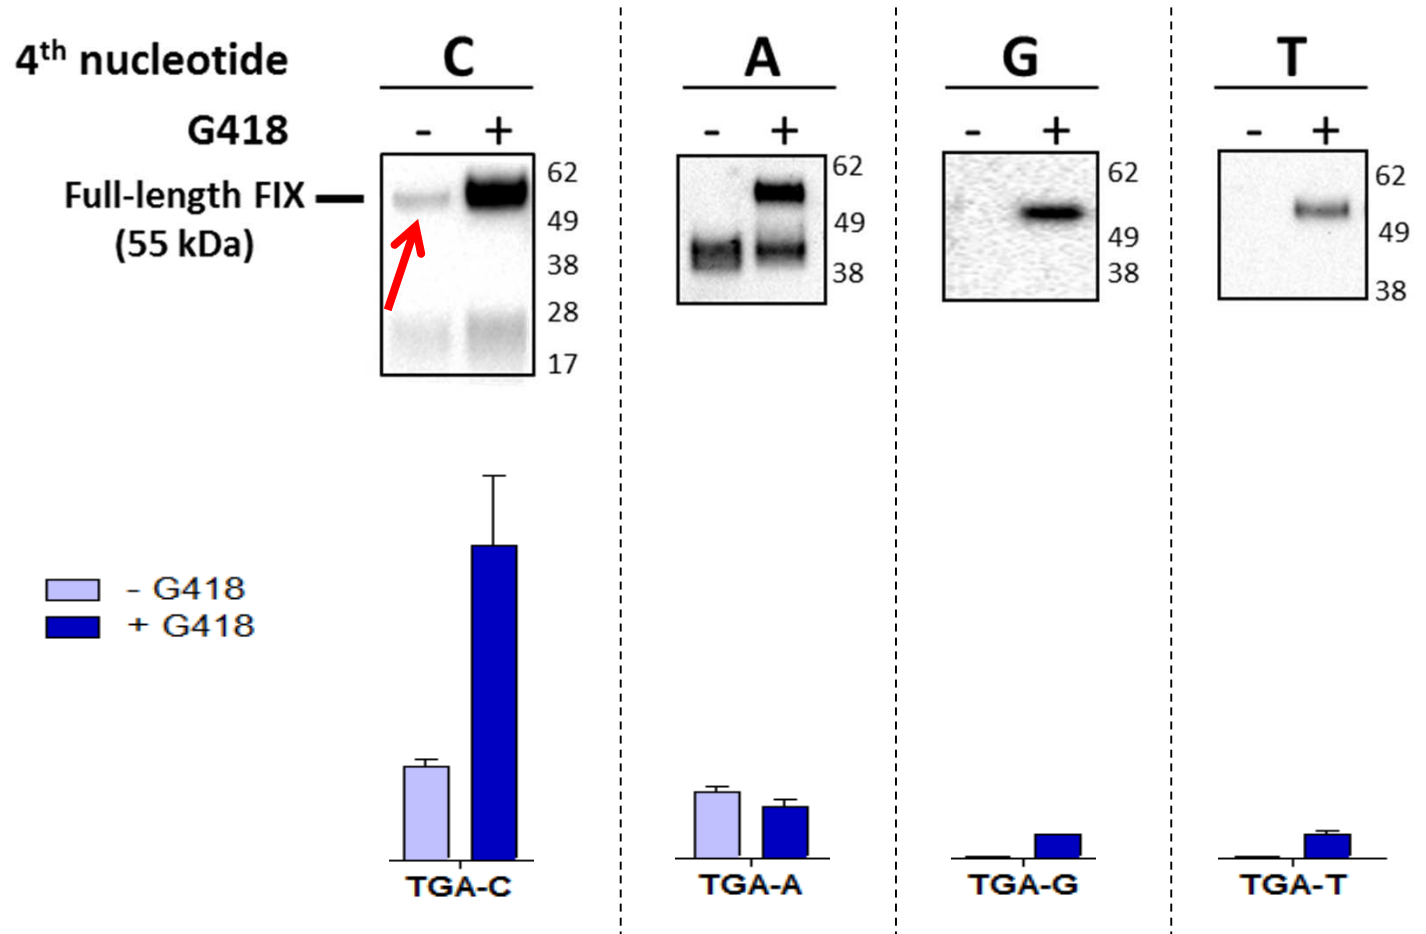 4th nucleotide C A G T
G418 - + - + - + - +
Full-length FIX
(55 kDa)
62
49
38
28
17
62
49
38
62
49
38
62
49
38
- G418
+ G418
TGA-C TGA-A TGA-G TGA-T